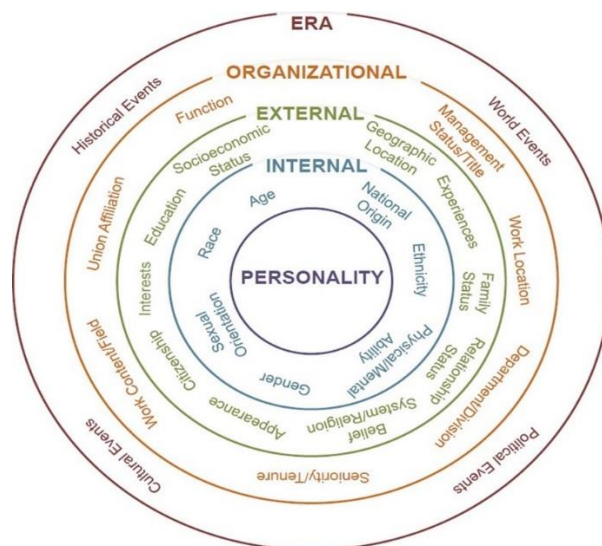 ERA
Historical Events
World Events
Cultural Events
Political Events
ORGANIZATIONAL
Function
Management
Status/Title
Union Affiliation
Work Location
Work Content/Field
Department/Division
Seniority/Tenure
EXTERNAL
Socioeconomic
Status
Geographic
Location
Education
Experiences
Interests
Family
Status
Citizenship
Relationship
Status
Appearance
Belief
System/Religion
INTERNAL
Age
National
Origin
Race
Ethnicity
Sexual
Orientation
Physical/Mental
Ability
Gender
PERSONALITY